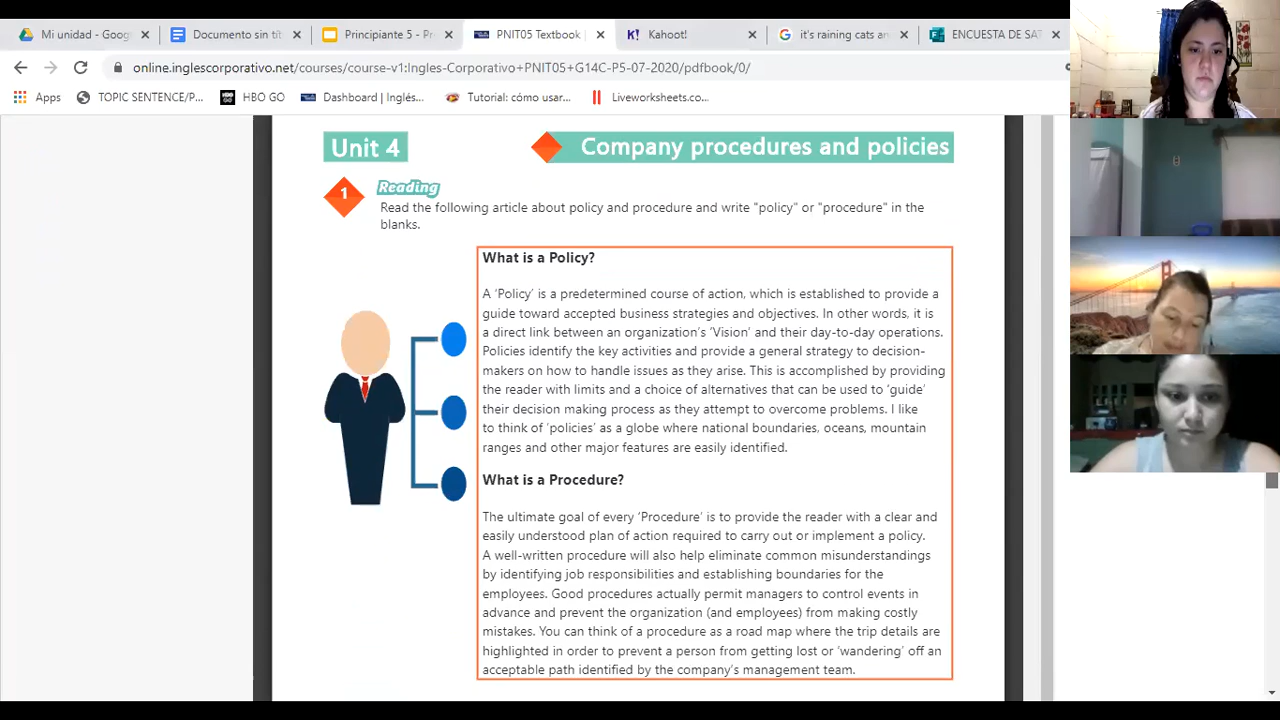 Mi unidad - Goog
Documento sin tít
Principiante 5 - Pr
PNIT05 Textbook |
Kahoot!
it's raining cats an
ENCUESTA DE SAT
online.inglescorporativo.net/courses/course-v1:Ingles-Corporativo+PNIT05+G14C-P5-07-2020/pdfbook/0/
Apps
TOPIC SENTENCE/P...
HBO GO
Dashboard | Inglés...
Tutorial: cómo usar...
Liveworksheets.co...
Unit 4
Company procedures and policies
1
Reading
Read the following article about policy and procedure and write "policy" or "procedure" in the
blanks.
What is a Policy?
A ‘Policy’ is a predetermined course of action, which is established to provide a
guide toward accepted business strategies and objectives. In other words, it is
a direct link between an organization’s ‘Vision’ and their day-to-day operations.
Policies identify the key activities and provide a general strategy to decision-
makers on how to handle issues as they arise. This is accomplished by providing
the reader with limits and a choice of alternatives that can be used to ‘guide’
their decision making process as they attempt to overcome problems. I like
to think of ‘policies’ as a globe where national boundaries, oceans, mountain
ranges and other major features are easily identified.
What is a Procedure?
The ultimate goal of every ‘Procedure’ is to provide the reader with a clear and
easily understood plan of action required to carry out or implement a policy.
A well-written procedure will also help eliminate common misunderstandings
by identifying job responsibilities and establishing boundaries for the
employees. Good procedures actually permit managers to control events in
advance and prevent the organization (and employees) from making costly
mistakes. You can think of a procedure as a road map where the trip details are
highlighted in order to prevent a person from getting lost or ‘wandering’ off an
acceptable path identified by the company’s management team.